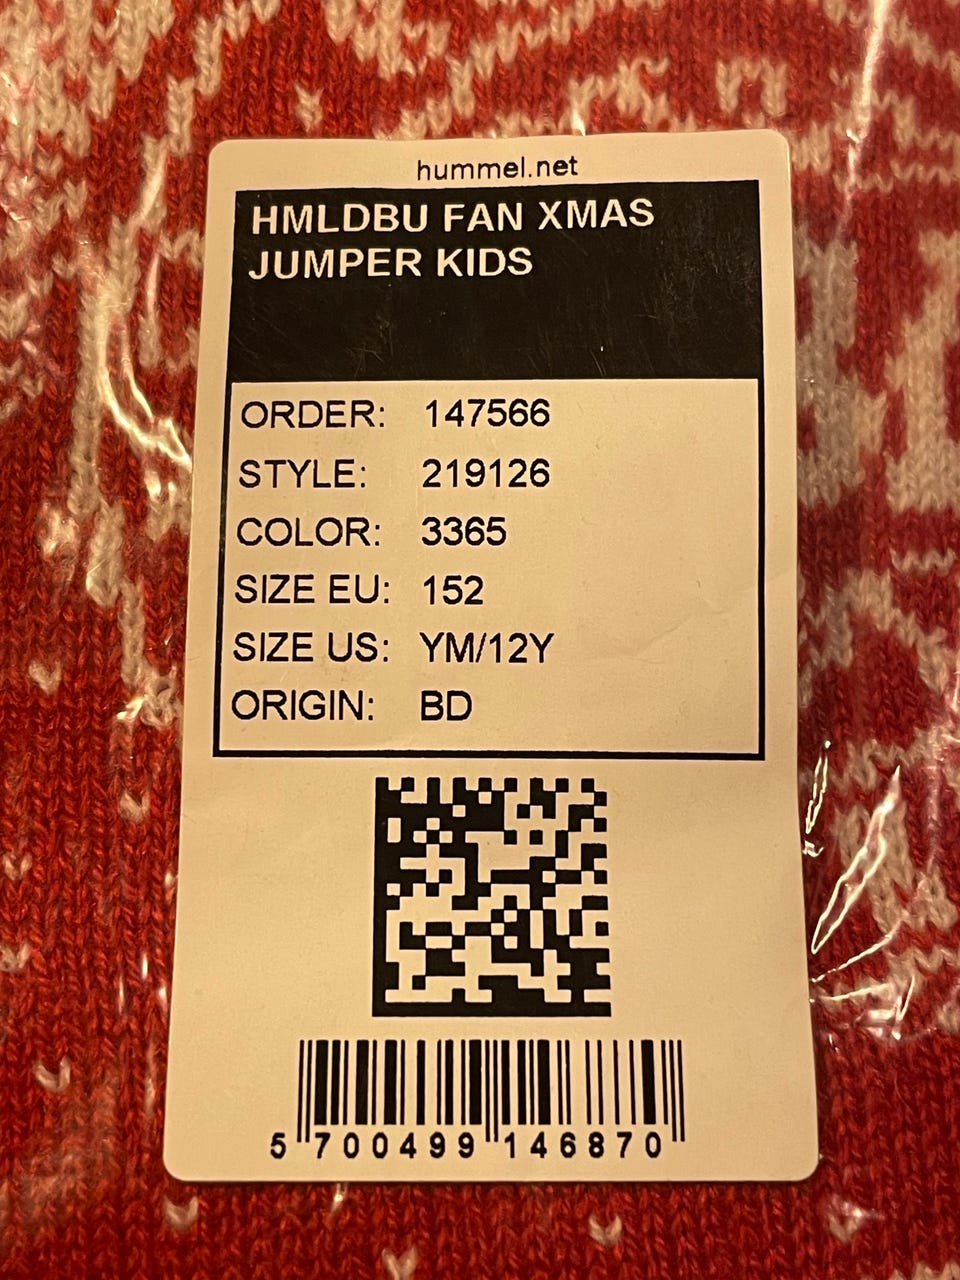 hummel.net
HMLDBU FAN XMAS
JUMPER KIDS
ORDER: 147566
STYLE: 219126
COLOR: 3365
SIZE EU: 152
SIZE US: YM/12Y
ORIGIN: BD
5 700499 146870